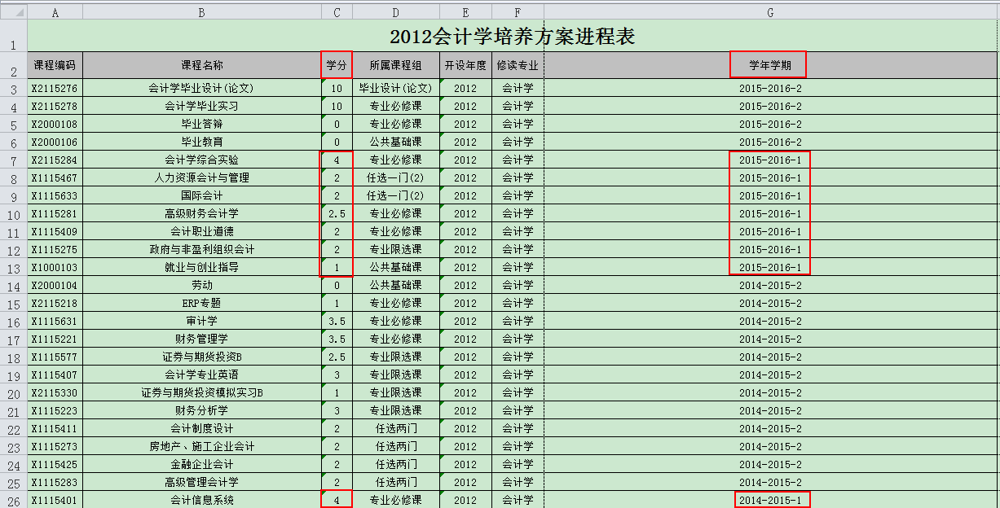 A B C D E F G
1 2012会计学培养方案进程表
2 课程编码 课程名称 学分 所属课程组 开设年度 修读专业 学年学期
3 X2115276 会计学毕业设计(论文) 10 毕业设计(论文) 2012 会计学 2015-2016-2
4 X2115278 会计学毕业实习 10 专业必修课 2012 会计学 2015-2016-2
5 X2000108 毕业答辩 0 专业必修课 2012 会计学 2015-2016-2
6 X2000106 毕业教育 0 公共基础课 2012 会计学 2015-2016-2
7 X2115284 会计学综合实验 4 专业必修课 2012 会计学 2015-2016-1
8 X1115467 人力资源会计与管理 2 任选一门(2) 2012 会计学 2015-2016-1
9 X1115633 国际会计 2 任选一门(2) 2012 会计学 2015-2016-1
10 X1115281 高级财务会计学 2.5 专业必修课 2012 会计学 2015-2016-1
11 X1115409 会计职业道德 2 专业必修课 2012 会计学 2015-2016-1
12 X1115275 政府与非盈利组织会计 2 专业限选课 2012 会计学 2015-2016-1
13 X1000103 就业与创业指导 1 公共基础课 2012 会计学 2015-2016-1
14 X2000104 劳动 0 公共基础课 2012 会计学 2014-2015-2
15 X2115218 ERP专题 1 专业必修课 2012 会计学 2014-2015-2
16 X1115631 审计学 3.5 专业必修课 2012 会计学 2014-2015-2
17 X1115221 财务管理学 3.5 专业必修课 2012 会计学 2014-2015-2
18 X1115577 证券与期货投资B 2.5 专业限选课 2012 会计学 2014-2015-2
19 X1115407 会计学专业英语 3 专业限选课 2012 会计学 2014-2015-2
20 X2115330 证券与期货投资模拟实习B 1 专业限选课 2012 会计学 2014-2015-2
21 X1115223 财务分析学 3 专业限选课 2012 会计学 2014-2015-2
22 X1115411 会计制度设计 2 任选两门 2012 会计学 2014-2015-2
23 X1115273 房地产、施工企业会计 2 任选两门 2012 会计学 2014-2015-2
24 X1115425 金融企业会计 2 任选两门 2012 会计学 2014-2015-2
25 X1115283 高级管理会计学 2 任选两门 2012 会计学 2014-2015-2
26 X1115401 会计信息系统 4 专业必修课 2012 会计学 2014-2015-1